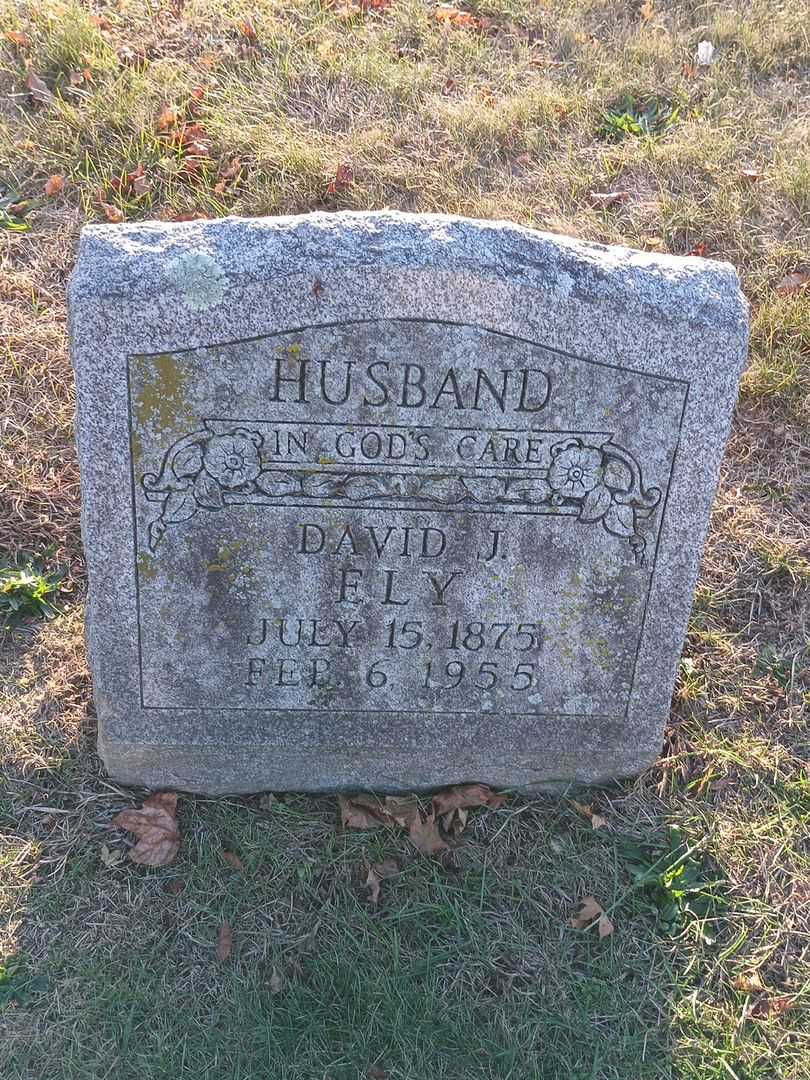 HUSBAND
IN GOD'S CARE
DAVID J.
ELY
JULY 15, 1875
FEB. 6, 1955